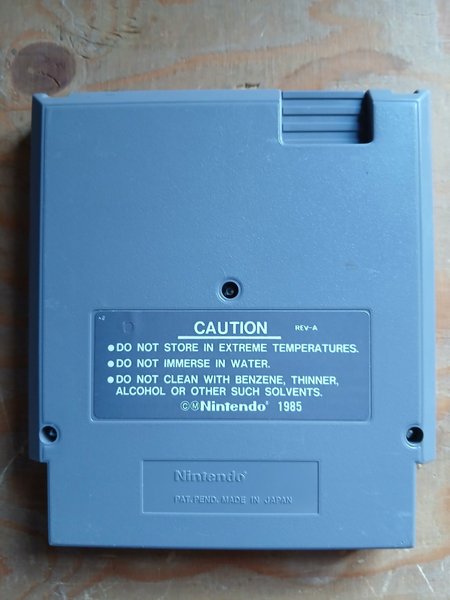 CAUTION REV-A
●DO NOT STORE IN EXTREME TEMPERATURES.
●DO NOT IMMERSE IN WATER.
●DO NOT CLEAN WITH BENZENE, THINNER,
ALCOHOL OR OTHER SUCH SOLVENTS.
©ⓂNintendo® 1985
Nintendo®
PAT.PEND. MADE IN JAPAN